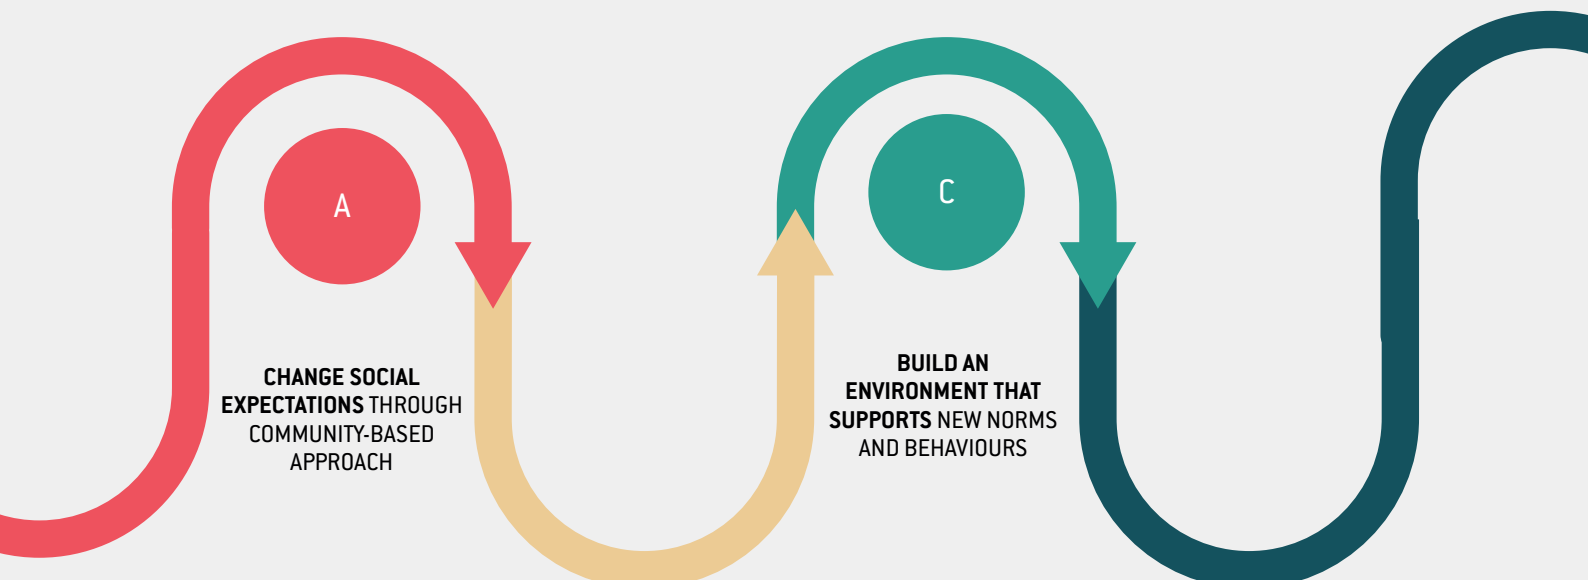 A
CHANGE SOCIAL
EXPECTATIONS THROUGH
COMMUNITY-BASED
APPROACH
C
BUILD AN
ENVIRONMENT THAT
SUPPORTS NEW NORMS
AND BEHAVIOURS